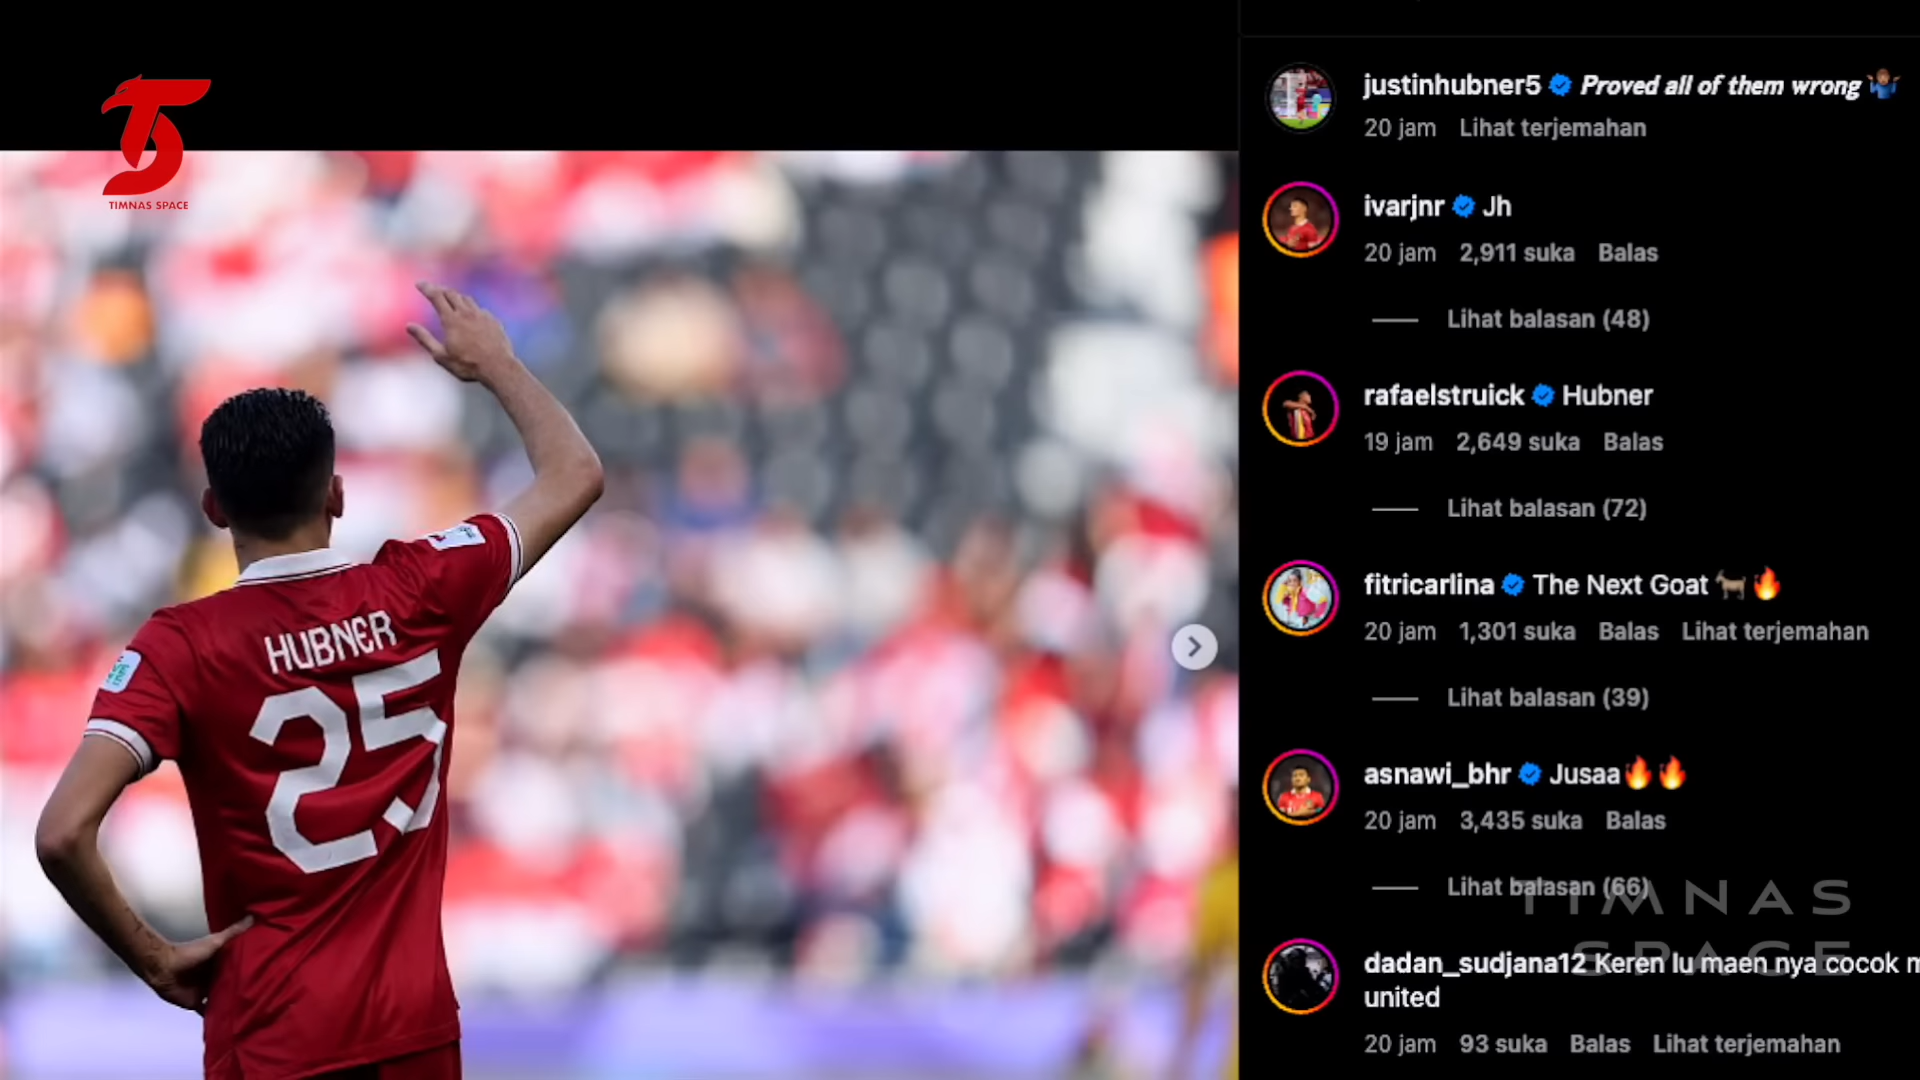 TIMNAS SPACE
HUBNER
25
justinhubner5 Proved all of them wrong 🤷🏽‍♂️
20 jam Lihat terjemahan
ivarjnr Jh
20 jam 2,911 suka Balas
Lihat balasan (48)
rafaelstruick Hubner
19 jam 2,649 suka Balas
Lihat balasan (72)
fitricarlina The Next Goat 🐐🔥
20 jam 1,301 suka Balas Lihat terjemahan
Lihat balasan (39)
asnawi_bhr Jusaa🔥🔥
20 jam 3,435 suka Balas
Lihat balasan (66)
TIMNAS
SPACE
dadan_sudjana12 Keren lu maen nya cocok
united
20 jam 93 suka Balas Lihat terjemahan